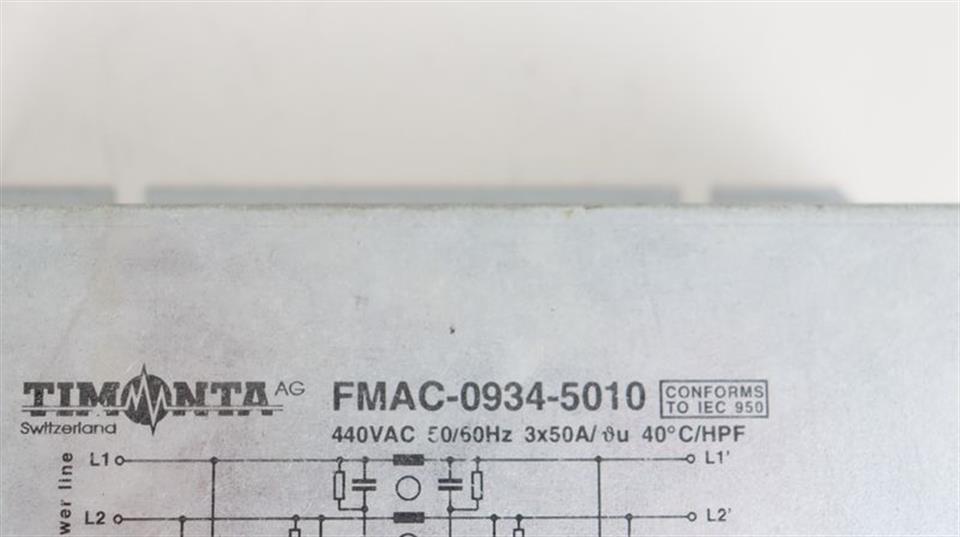 TIMONTA AG
Switzerland
FMAC-0934-5010
CONFORMS
TO IEC 950
440VAC 50/60Hz 3x50A/ ϑu 40°C/HPF
L1 L1'
L2 L2'
line